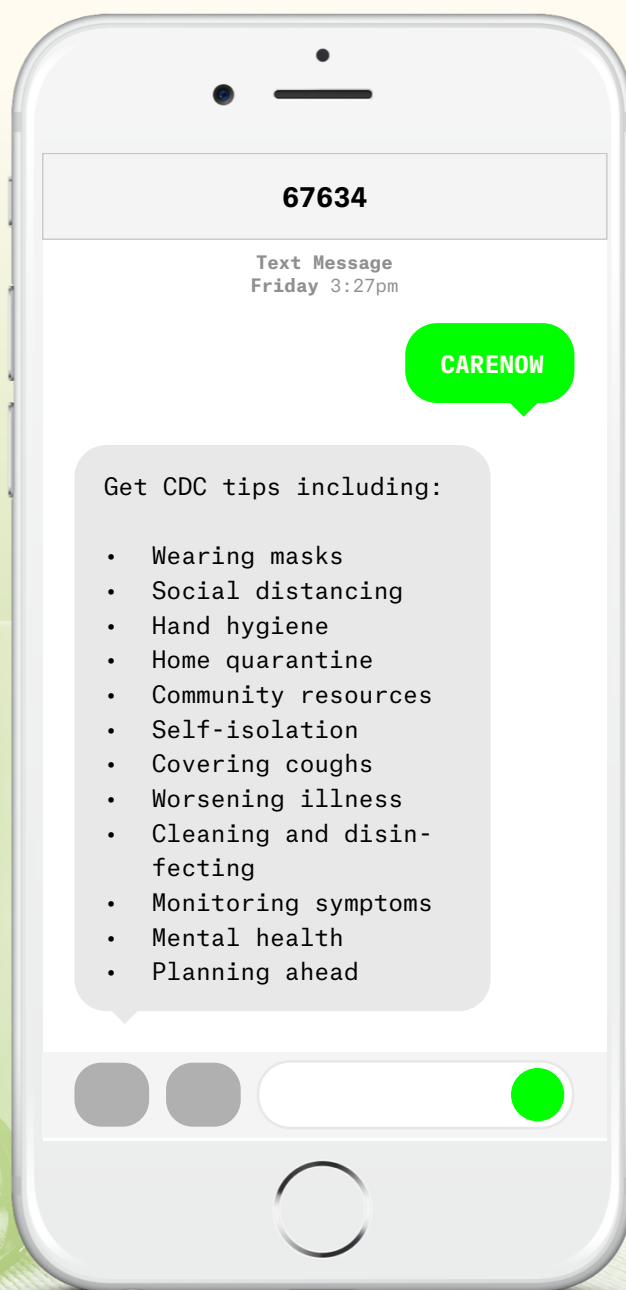 67634
Text Message
Friday 3:27pm
CARENOW
Get CDC tips including:
• Wearing masks
• Social distancing
• Hand hygiene
• Home quarantine
• Community resources
• Self-isolation
• Covering coughs
• Worsening illness
• Cleaning and disin-
fecting
• Monitoring symptoms
• Mental health
• Planning ahead